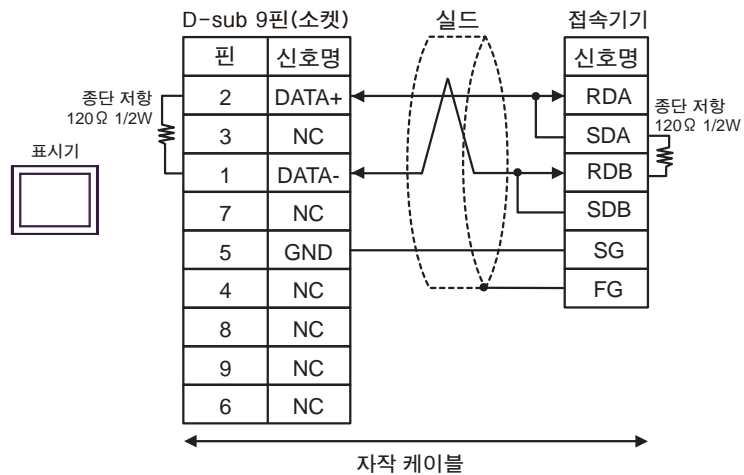 D-sub 9핀(소켓) 실드 접속기기
핀 신호명 신호명
종단 저항
120Ω 1/2W
2 DATA+ RDA
종단 저항
120Ω 1/2W
3 NC SDA
표시기
1 DATA- RDB
7 NC SDB
5 GND SG
4 NC FG
8 NC
9 NC
6 NC
자작 케이블